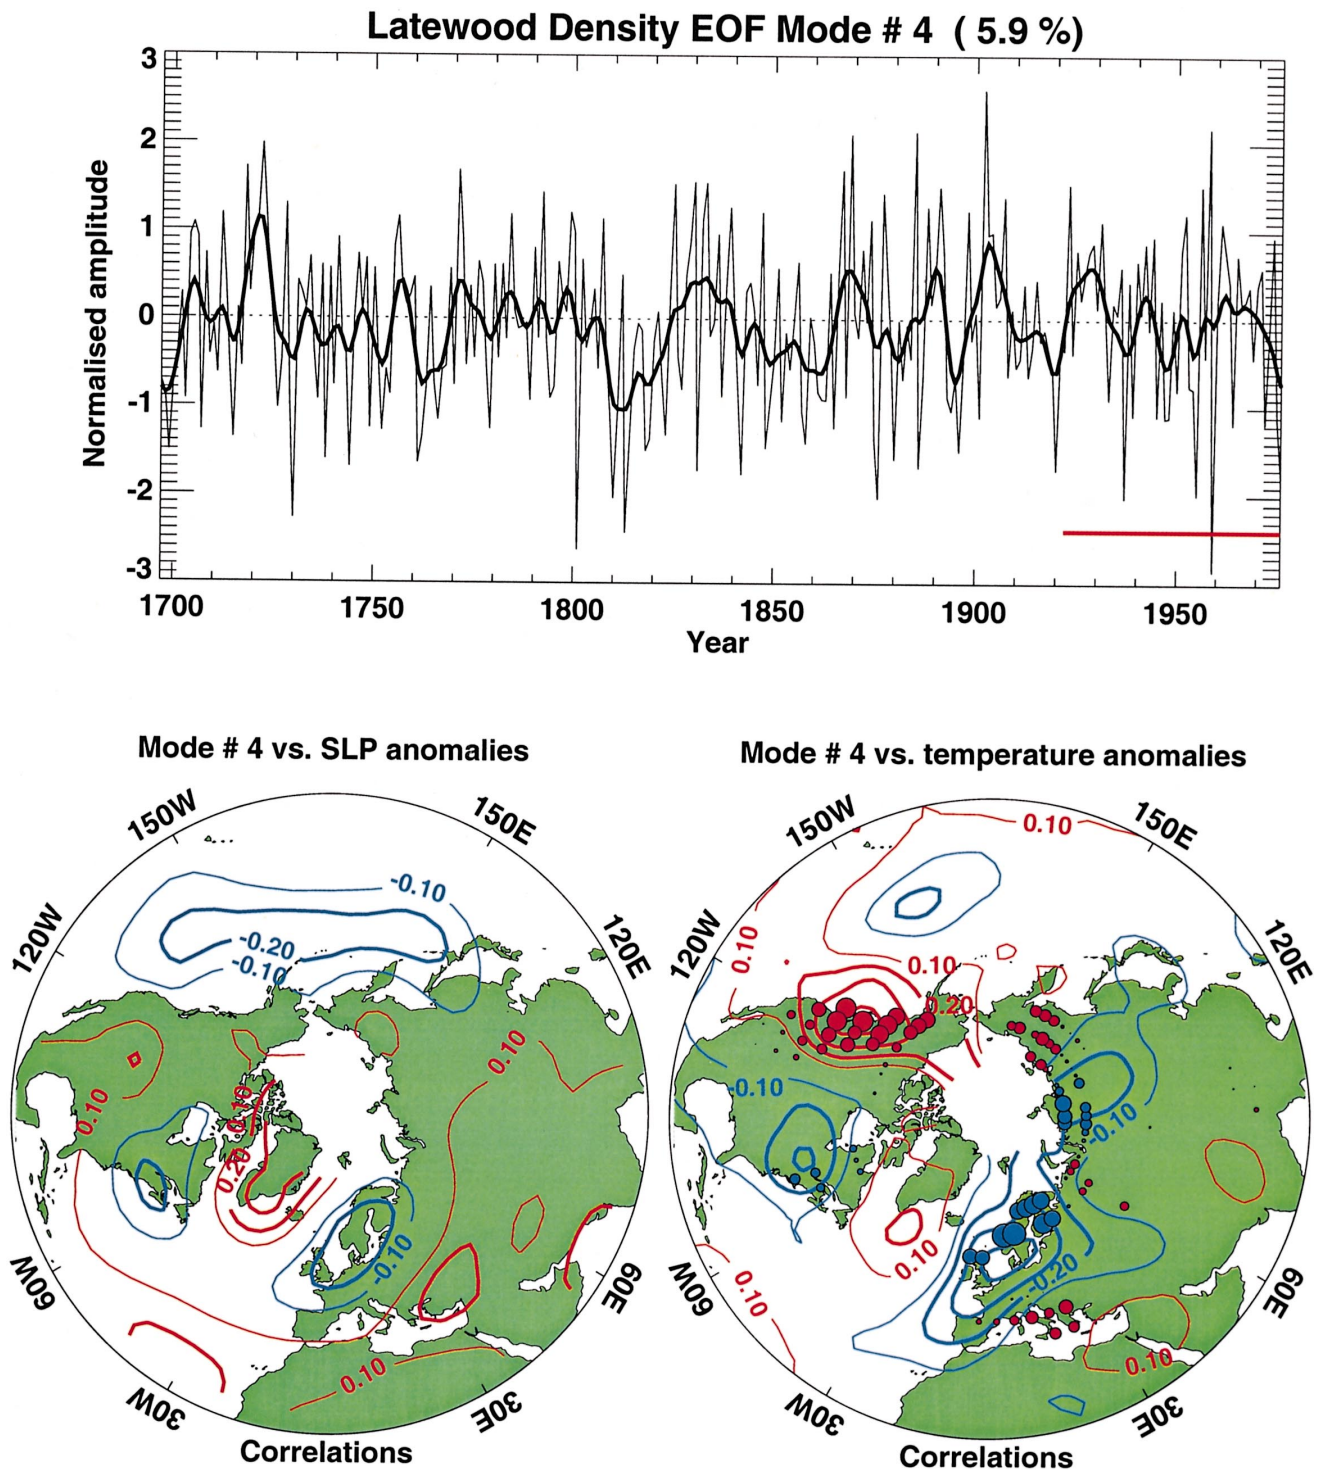 Latewood Density EOF Mode # 4 ( 5.9 %)
3
2
1
0
-1
-2
-3
Normalised amplitude
1700 1750 1800 1850 1900 1950
Year
Mode # 4 vs. SLP anomalies
150W
150E
120W
120E
-0.10
-0.20
-0.10
0.10
0.10
0.10
0.20
-0.10
0.10
60W
60E
30W
30E
Correlations
Mode # 4 vs. temperature anomalies
150W
150E
120W
120E
0.10
0.10
0.10
0.20
-0.10
-0.10
0.10
-0.20
0.10
0.10
60W
60E
30W
30E
Correlations